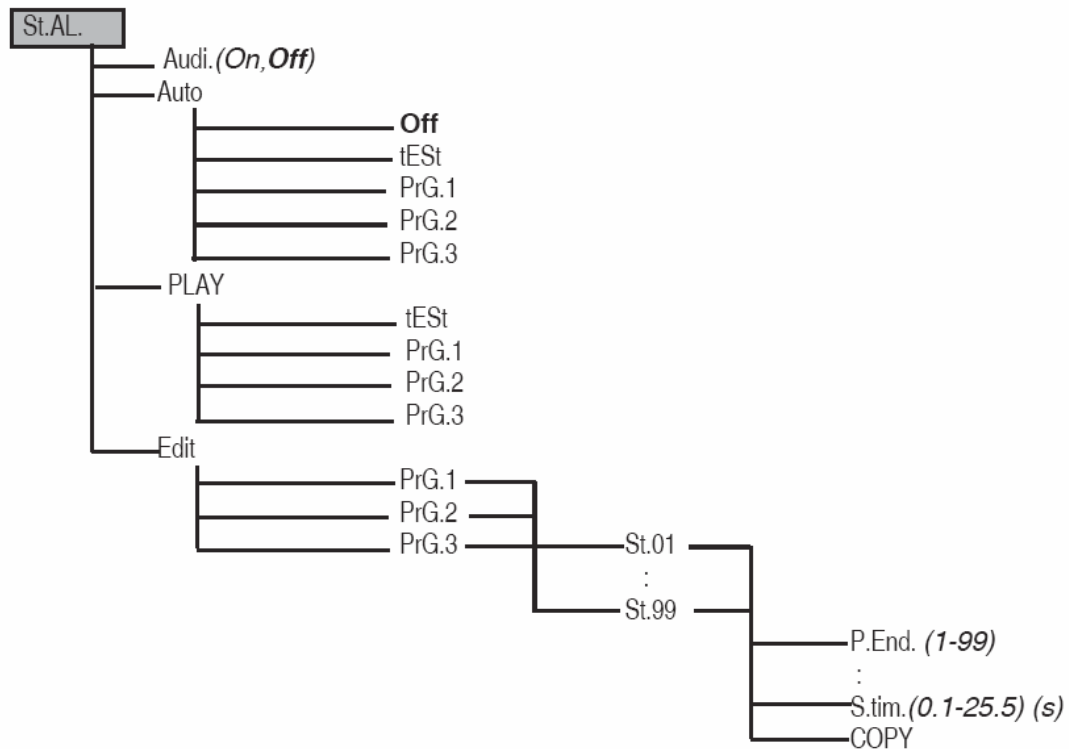 St.AL.
Audi.(On,Off)
Auto
Off
tESt
PrG.1
PrG.2
PrG.3
PLAY
tESt
PrG.1
PrG.2
PrG.3
Edit
PrG.1
PrG.2
PrG.3
St.01
:
St.99
P.End. (1-99)
:
S.tim.(0.1-25.5) (s)
COPY